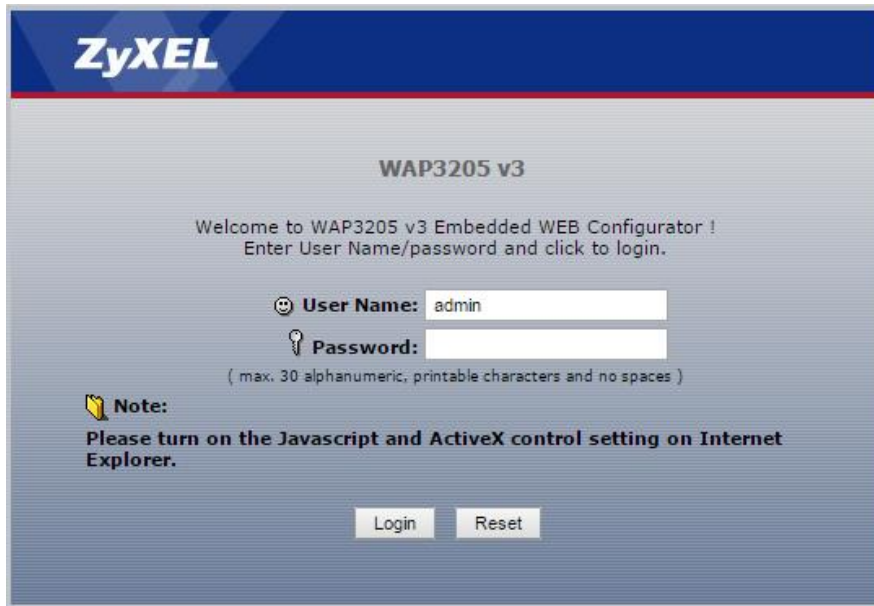 ZyXEL
WAP3205 v3
Welcome to WAP3205 v3 Embedded WEB Configurator !
Enter User Name/password and click to login.
User Name: admin
Password:
( max. 30 alphanumeric, printable characters and no spaces )
Note:
Please turn on the Javascript and ActiveX control setting on Internet
Explorer.
Login Reset